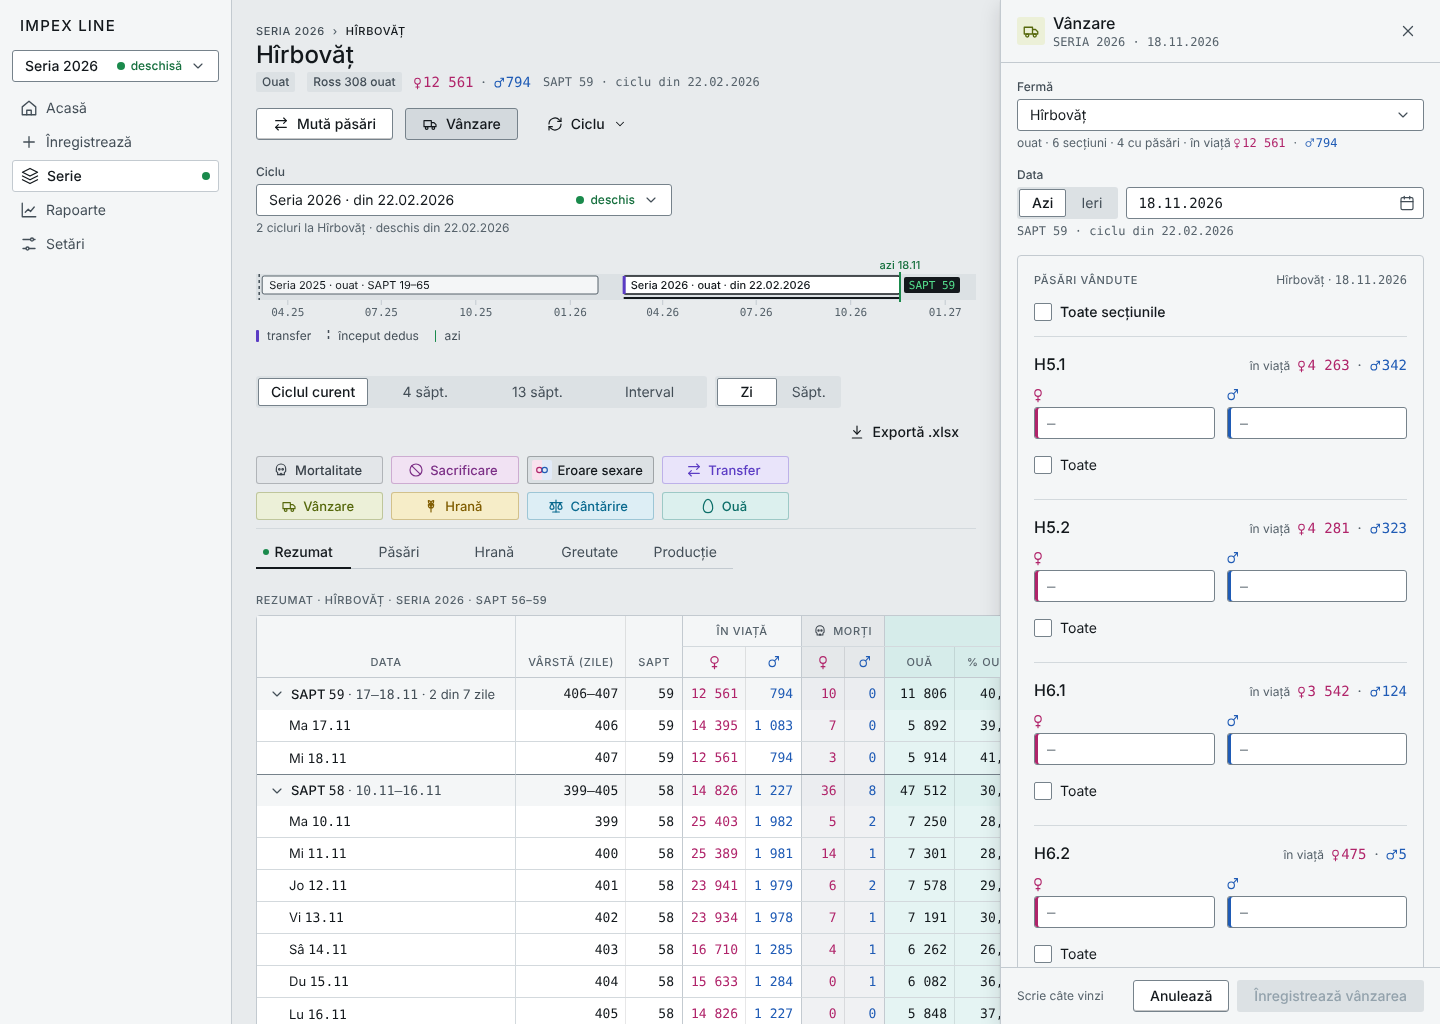 IMPEX LINE
Seria 2026 deschisă
Acasă
Înregistrează
Serie
Rapoarte
Setări
SERIA 2026 › HÎRBOVĂȚ
Hîrbovăț
Ouat Ross 308 ouat ♀12 561 · ♂794 SAPT 59 · ciclu din 22.02.2026
Mută păsări Vânzare Ciclu
Ciclu
Seria 2026 · din 22.02.2026 deschis
2 cicluri la Hîrbovăț · deschis din 22.02.2026
azi 18.11
Seria 2025 · ouat · SAPT 19–65 Seria 2026 · ouat · din 22.02.2026 SAPT 59
04.25 07.25 10.25 01.26 04.26 07.26 10.26 01.27
transfer început dedus azi
Ciclul curent 4 săpt. 13 săpt. Interval Zi Săpt.
Exportă .xlsx
Mortalitate Sacrificare Eroare sexare Transfer
Vânzare Hrană Cântărire Ouă
Rezumat Păsări Hrană Greutate Producție
REZUMAT · HÎRBOVĂȚ · SERIA 2026 · SAPT 56–59
ÎN VIAȚĂ MORȚI
DATA VÂRSTĂ (ZILE) SAPT ♀ ♂ ♀ ♂ OUĂ % OU
SAPT 59 · 17–18.11 · 2 din 7 zile 406–407 59 12 561 794 10 0 11 806 40,
Ma 17.11 406 59 14 395 1 083 7 0 5 892 39,
Mi 18.11 407 59 12 561 794 3 0 5 914 41,
SAPT 58 · 10.11–16.11 399–405 58 14 826 1 227 36 8 47 512 30,
Ma 10.11 399 58 25 403 1 982 5 2 7 250 28,
Mi 11.11 400 58 25 389 1 981 14 1 7 301 28,
Jo 12.11 401 58 23 941 1 979 6 2 7 578 29,
Vi 13.11 402 58 23 934 1 978 7 1 7 191 30,
Sâ 14.11 403 58 16 710 1 285 4 1 6 262 26,
Du 15.11 404 58 15 633 1 284 0 1 6 082 36,
Lu 16.11 405 58 14 826 1 227 0 0 5 848 37,
Vânzare
SERIA 2026 · 18.11.2026
Fermă
Hîrbovăț
ouat · 6 secțiuni · 4 cu păsări · în viață ♀12 561 · ♂794
Data
Azi Ieri 18.11.2026
SAPT 59 · ciclu din 22.02.2026
PĂSĂRI VÂNDUTE Hîrbovăț · 18.11.2026
Toate secțiunile
H5.1 în viață ♀4 263 · ♂342
♀ ♂
– –
Toate
H5.2 în viață ♀4 281 · ♂323
♀ ♂
– –
Toate
H6.1 în viață ♀3 542 · ♂124
♀ ♂
– –
Toate
H6.2 în viață ♀475 · ♂5
♀ ♂
– –
Toate
Scrie câte vinzi Anulează Înregistrează vânzarea